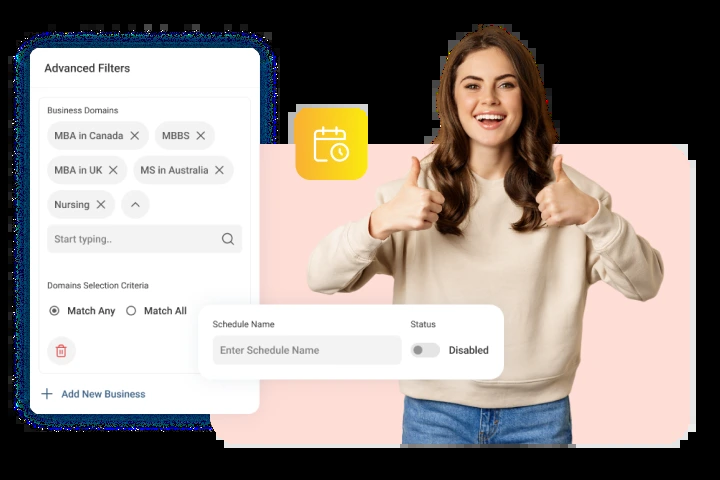 Advanced Filters
Business Domains
MBA in Canada
MBBS
MBA in UK
MS in Australia
Nursing
Start typing..
Domains Selection Criteria
Match Any
Match All
Schedule Name
Status
Enter Schedule Name
Disabled
Add New Business